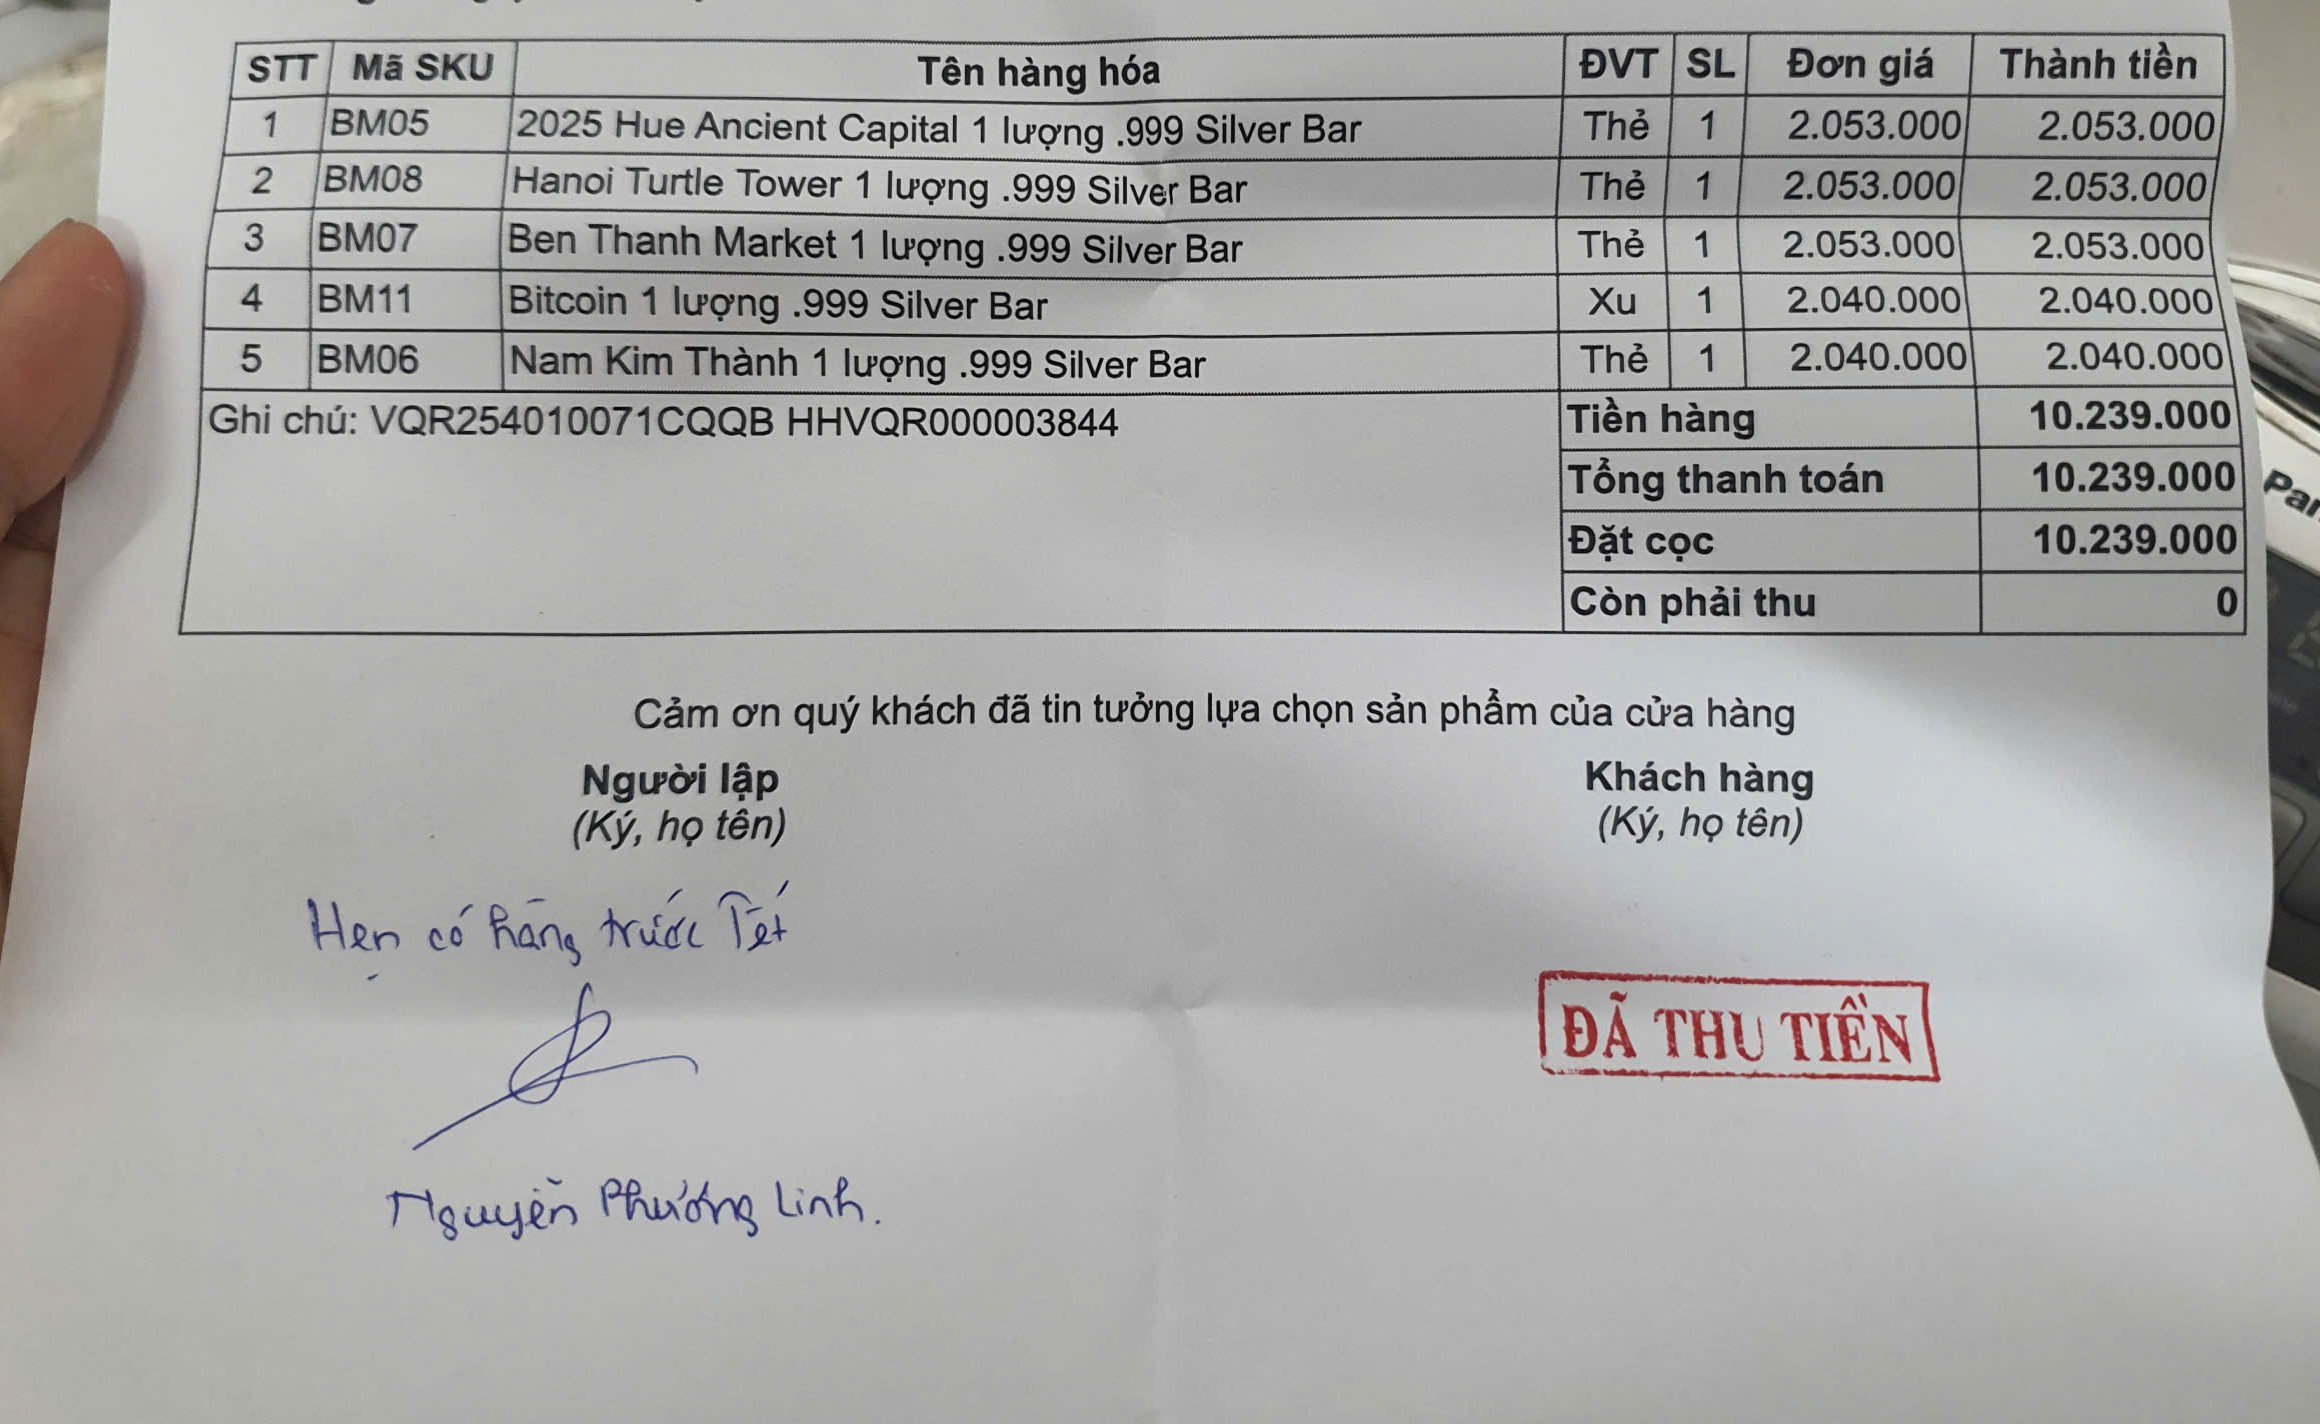 STT Mã SKU Tên hàng hóa ĐVT SL Đơn giá Thành tiền
1 BM05 2025 Hue Ancient Capital 1 lượng .999 Silver Bar Thẻ 1 2.053.000 2.053.000
2 BM08 Hanoi Turtle Tower 1 lượng .999 Silver Bar Thẻ 1 2.053.000 2.053.000
3 BM07 Ben Thanh Market 1 lượng .999 Silver Bar Thẻ 1 2.053.000 2.053.000
4 BM11 Bitcoin 1 lượng .999 Silver Bar Xu 1 2.040.000 2.040.000
5 BM06 Nam Kim Thành 1 lượng .999 Silver Bar Thẻ 1 2.040.000 2.040.000
Ghi chú: VQR254010071CQQB HHVQR000003844 Tiền hàng 10.239.000
Tổng thanh toán 10.239.000
Đặt cọc 10.239.000
Còn phải thu 0
Cảm ơn quý khách đã tin tưởng lựa chọn sản phẩm của cửa hàng
Người lập Khách hàng
(Ký, họ tên) (Ký, họ tên)
Hẹn có hàng trước Tết
ĐÃ THU TIỀN
Nguyễn Phương Linh.